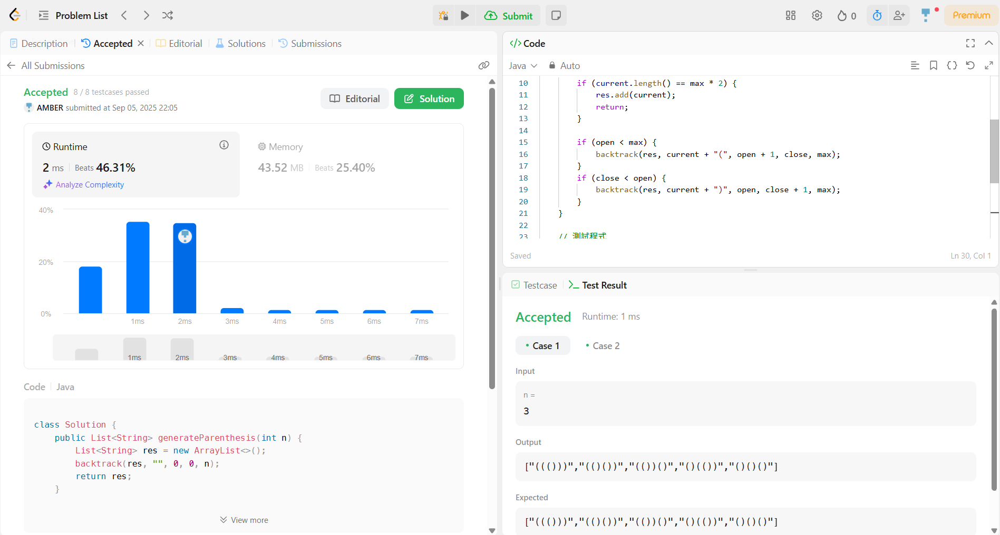 Problem List
Submit
0
Premium
Description
Accepted
Editorial
Solutions
Submissions
All Submissions
Accepted 8 / 8 testcases passed
AMBER submitted at Sep 05, 2025 22:05
Editorial
Solution
Runtime
2 ms Beats 46.31%
Analyze Complexity
Memory
43.52 MB Beats 25.40%
40%
20%
0%
1ms 2ms 3ms 4ms 5ms 6ms 7ms
1ms 2ms 3ms 4ms 5ms 6ms 7ms
Code Java
class Solution {
    public List<String> generateParenthesis(int n) {
        List<String> res = new ArrayList<>();
        backtrack(res, "", 0, 0, n);
        return res;
    }
View more
</> Code
Java Auto
10         if (current.length() == max * 2) {
11             res.add(current);
12             return;
13         }
14
15         if (open < max) {
16             backtrack(res, current + "(", open + 1, close, max);
17         }
18         if (close < open) {
19             backtrack(res, current + ")", open, close + 1, max);
20         }
21     }
22
23     // 測試程式
Saved
Ln 30, Col 1
Testcase
Test Result
Accepted Runtime: 1 ms
Case 1
Case 2
Input
n =
3
Output
["((()))","(()())","(())()","()(())","()()()"]
Expected
["((()))","(()())","(())()","()(())","()()()"]